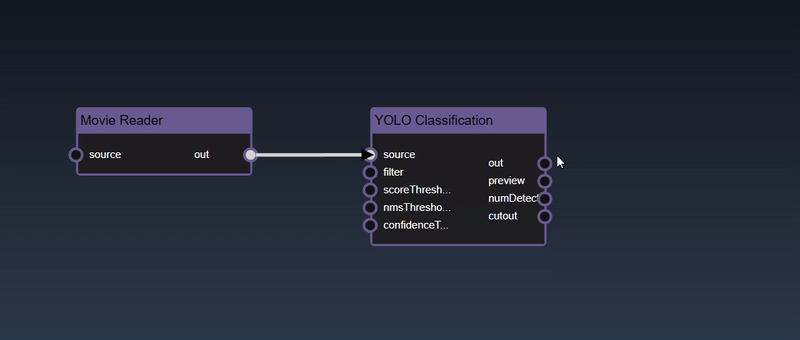 Movie Reader
source
out
YOLO Classification
source
filter
scoreThresh...
nmsThresho...
confidenceT...
out
preview
numDetect
cutout